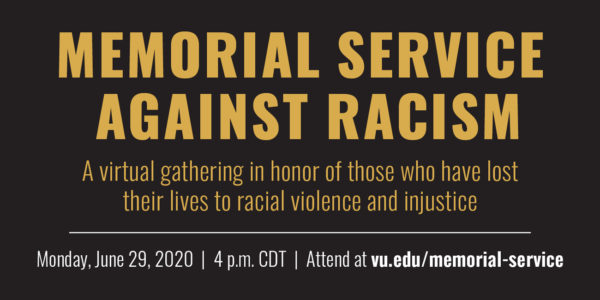 MEMORIAL SERVICE
AGAINST RACISM
A virtual gathering in honor of those who have lost
their lives to racial violence and injustice
Monday, June 29, 2020 | 4 p.m. CDT | Attend at vu.edu/memorial-service